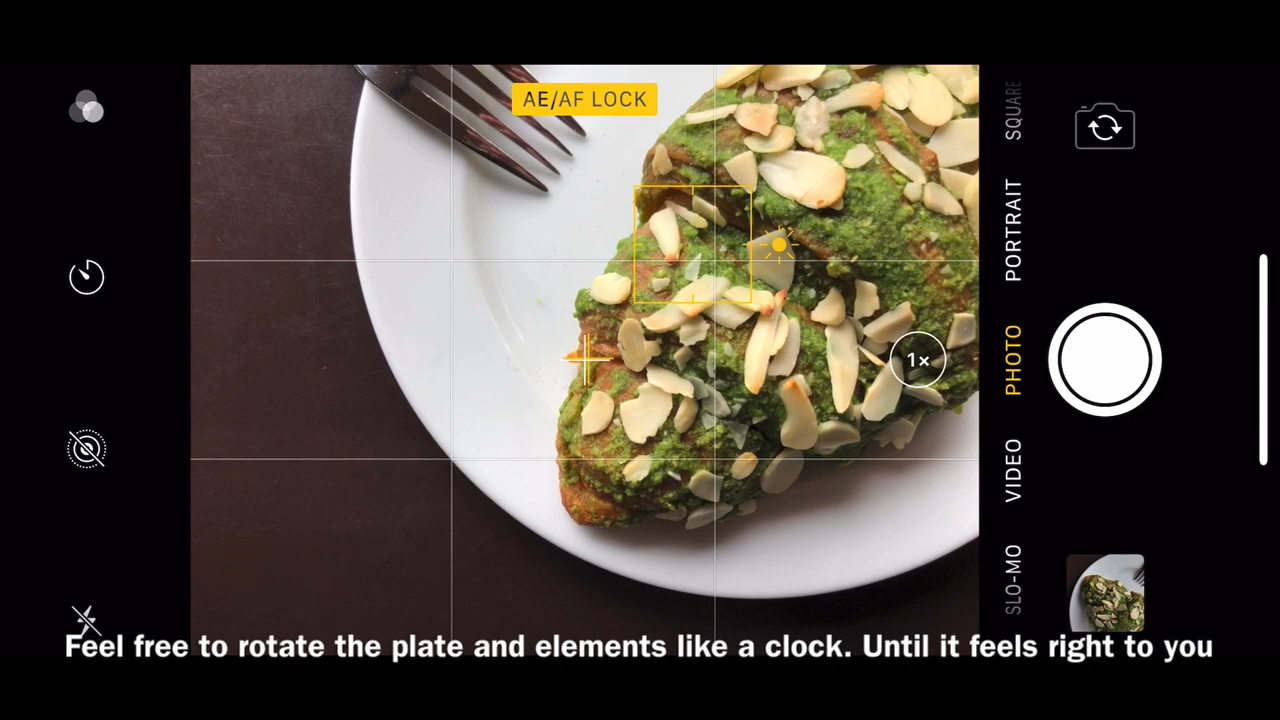 AE/AF LOCK
SQUARE
PORTRAIT
PHOTO
VIDEO
SLO-MO
1×
Feel free to rotate the plate and elements like a clock. Until it feels right to you